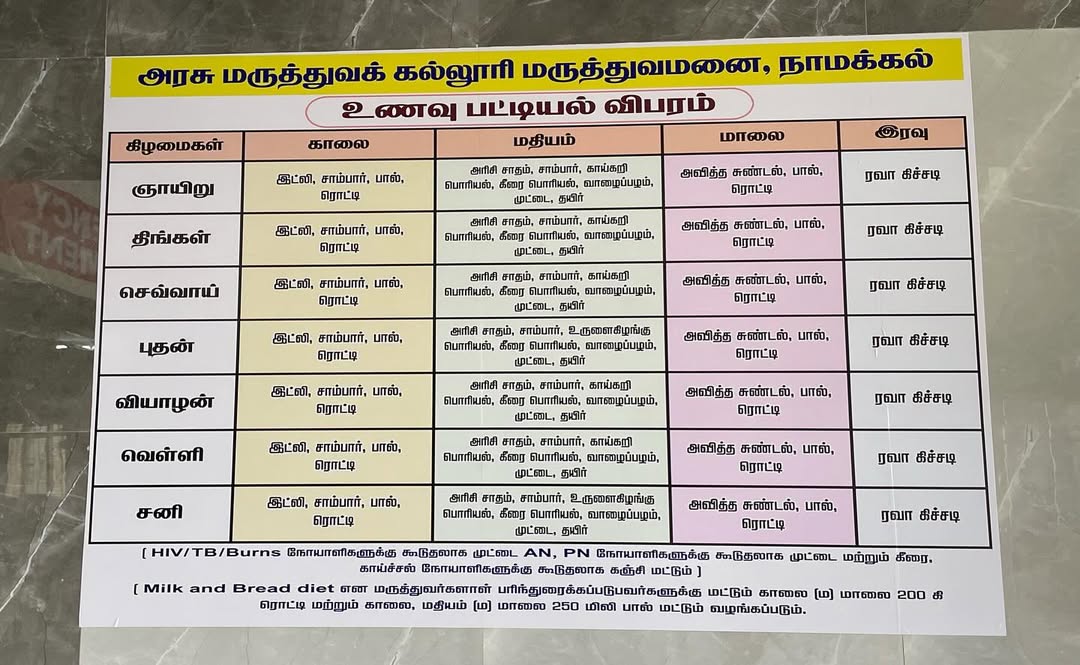 அரசு மருத்துவக் கல்லூரி மருத்துவமனை, நாமக்கல்
உணவு பட்டியல் விபரம்
கிழமைகள் காலை மதியம் மாலை இரவு
ஞாயிறு
இட்லி, சாம்பார், பால்,
ரொட்டி
அரிசி சாதம், சாம்பார், காய்கறி
பொரியல், கீரை பொரியல், வாழைப்பழம்,
முட்டை, தயிர்
அவித்த சுண்டல், பால்,
ரொட்டி
ரவா கிச்சடி
திங்கள்
இட்லி, சாம்பார், பால்,
ரொட்டி
அரிசி சாதம், சாம்பார், காய்கறி
பொரியல், கீரை பொரியல், வாழைப்பழம்,
முட்டை, தயிர்
அவித்த சுண்டல், பால்,
ரொட்டி
ரவா கிச்சடி
செவ்வாய்
இட்லி, சாம்பார், பால்,
ரொட்டி
அரிசி சாதம், சாம்பார், காய்கறி
பொரியல், கீரை பொரியல், வாழைப்பழம்,
முட்டை, தயிர்
அவித்த சுண்டல், பால்,
ரொட்டி
ரவா கிச்சடி
புதன்
இட்லி, சாம்பார், பால்,
ரொட்டி
அரிசி சாதம், சாம்பார், உருளைகிழங்கு
பொரியல், கீரை பொரியல், வாழைப்பழம்,
முட்டை, தயிர்
அவித்த சுண்டல், பால்,
ரொட்டி
ரவா கிச்சடி
வியாழன்
இட்லி, சாம்பார், பால்,
ரொட்டி
அரிசி சாதம், சாம்பார், காய்கறி
பொரியல், கீரை பொரியல், வாழைப்பழம்,
முட்டை, தயிர்
அவித்த சுண்டல், பால்,
ரொட்டி
ரவா கிச்சடி
வெள்ளி
இட்லி, சாம்பார், பால்,
ரொட்டி
அரிசி சாதம், சாம்பார், காய்கறி
பொரியல், கீரை பொரியல், வாழைப்பழம்,
முட்டை, தயிர்
அவித்த சுண்டல், பால்,
ரொட்டி
ரவா கிச்சடி
சனி
இட்லி, சாம்பார், பால்,
ரொட்டி
அரிசி சாதம், சாம்பார், உருளைகிழங்கு
பொரியல், கீரை பொரியல், வாழைப்பழம்,
முட்டை, தயிர்
அவித்த சுண்டல், பால்,
ரொட்டி
ரவா கிச்சடி
[ HIV/TB/Burns நோயாளிகளுக்கு கூடுதலாக முட்டை AN, PN நோயாளிகளுக்கு கூடுதலாக முட்டை மற்றும் கீரை,
காய்ச்சல் நோயாளிகளுக்கு கூடுதலாக கஞ்சி மட்டும் ]
[ Milk and Bread diet என மருத்துவர்களாள் பரிந்துரைக்கப்படுபவர்களுக்கு மட்டும் காலை (ம) மாலை 200 கி
ரொட்டி மற்றும் காலை, மதியம் (ம) மாலை 250 மிலி பால் மட்டும் வழங்கப்படும்.